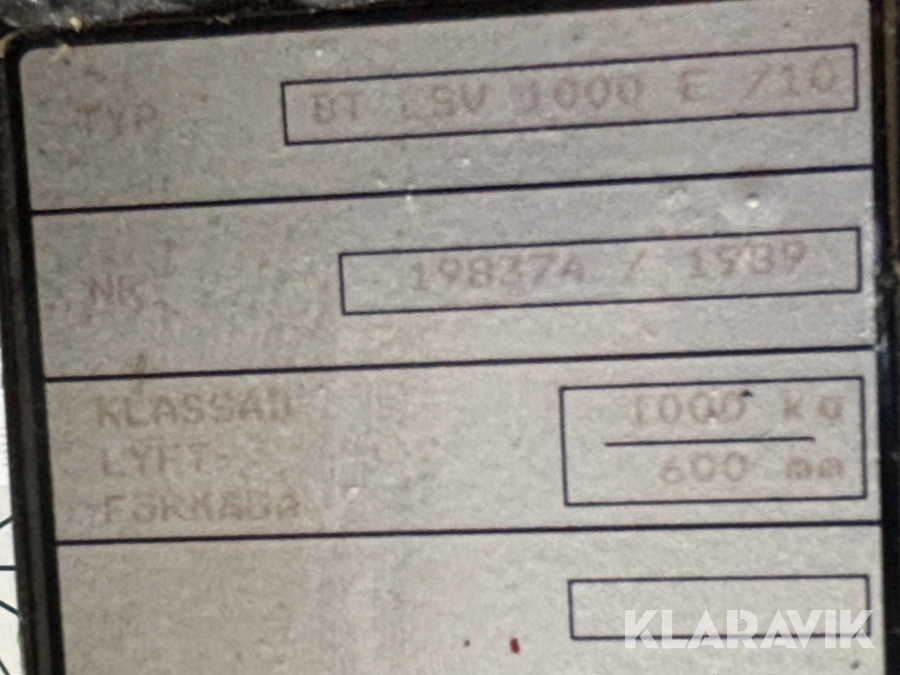 TYP BT LSV 1000 E /10
NR 198374 / 1989
KLASSAD 1000 kg
LYFT- 600 mm
FÖRMÅGA
KLARAVIK